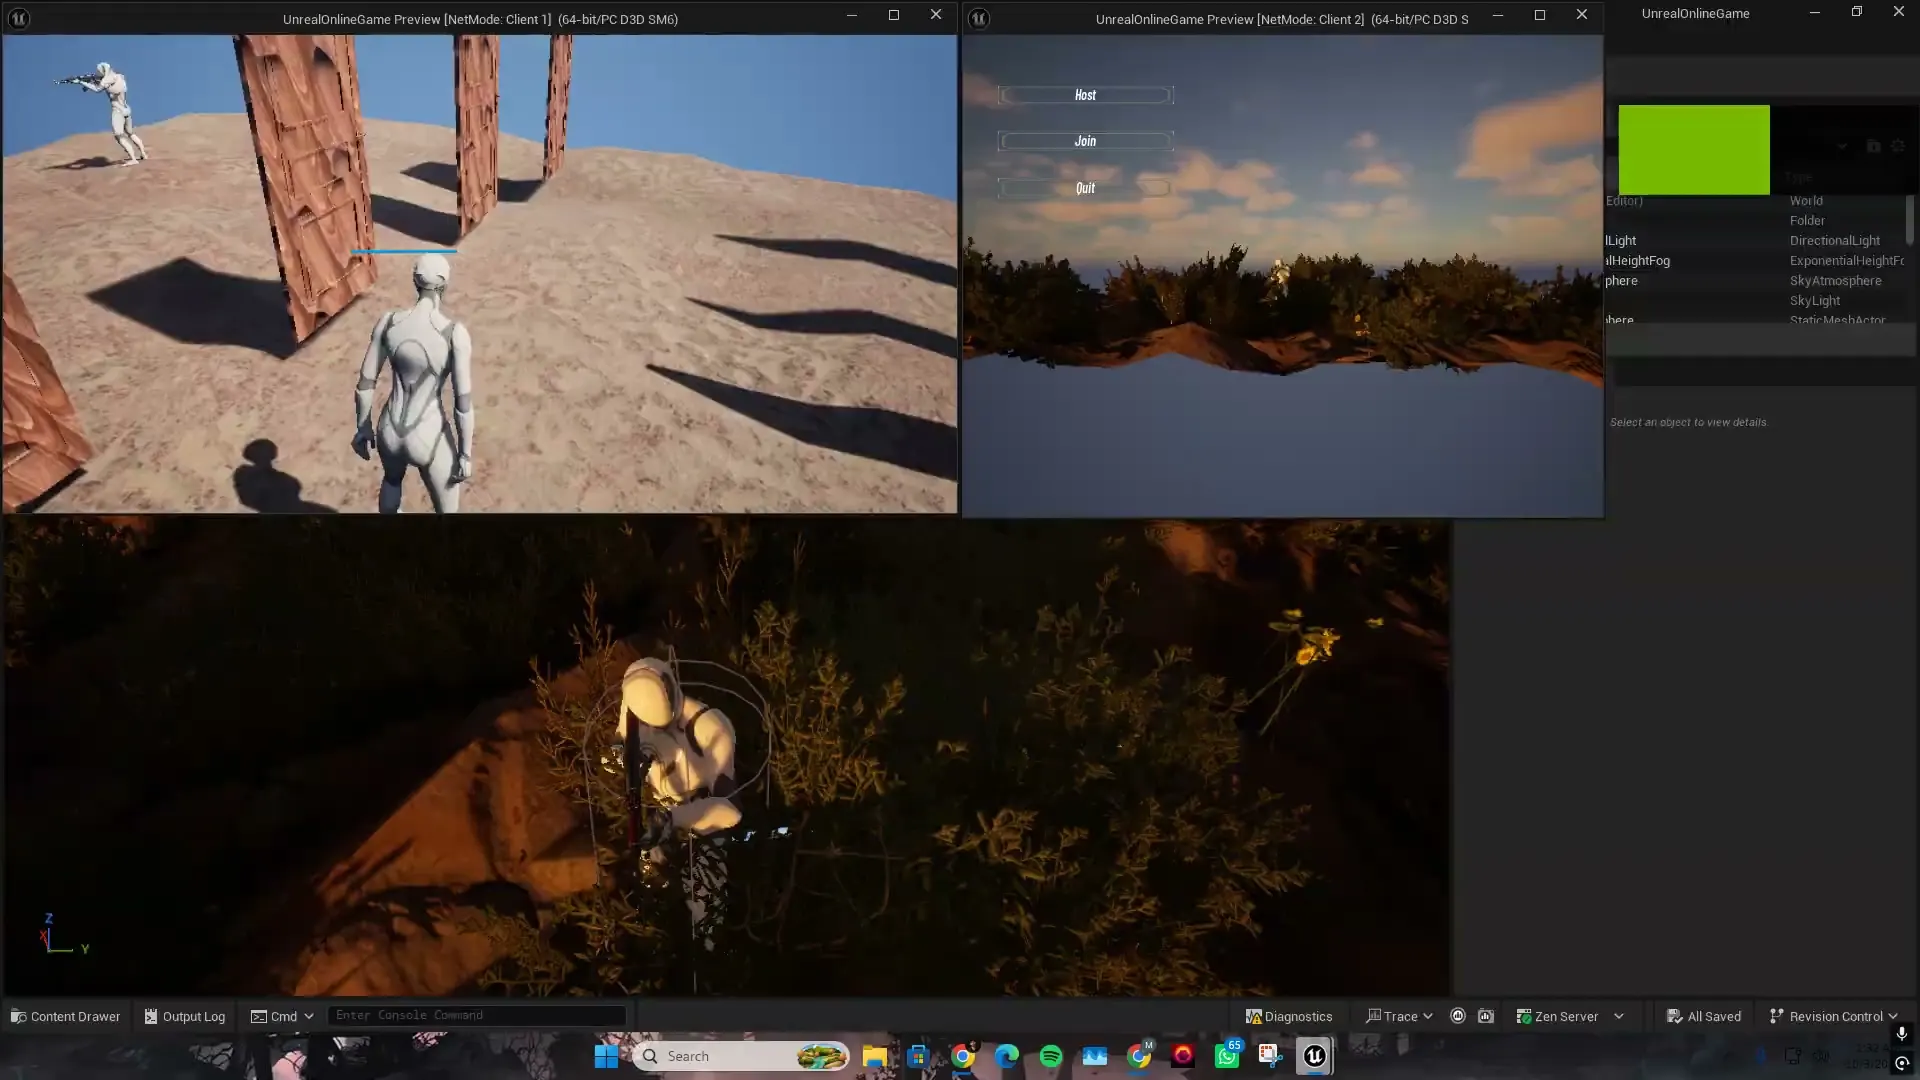 UnrealOnlineGame Preview [NetMode: Client 1] (64-bit/PC D3D SM6)
UnrealOnlineGame Preview [NetMode: Client 2] (64-bit/PC D3D S
UnrealOnlineGame
Host
Join
Quit
Type
Editor) World
Folder
lLight DirectionalLight
alHeightFog ExponentialHeightFo
phere SkyAtmosphere
SkyLight
phere StaticMeshActor
Select an object to view details.
Z
X
Y
Content Drawer
Output Log
Cmd
Enter Console Command
Diagnostics
Trace
Zen Server
All Saved
Revision Control
Search
M
65